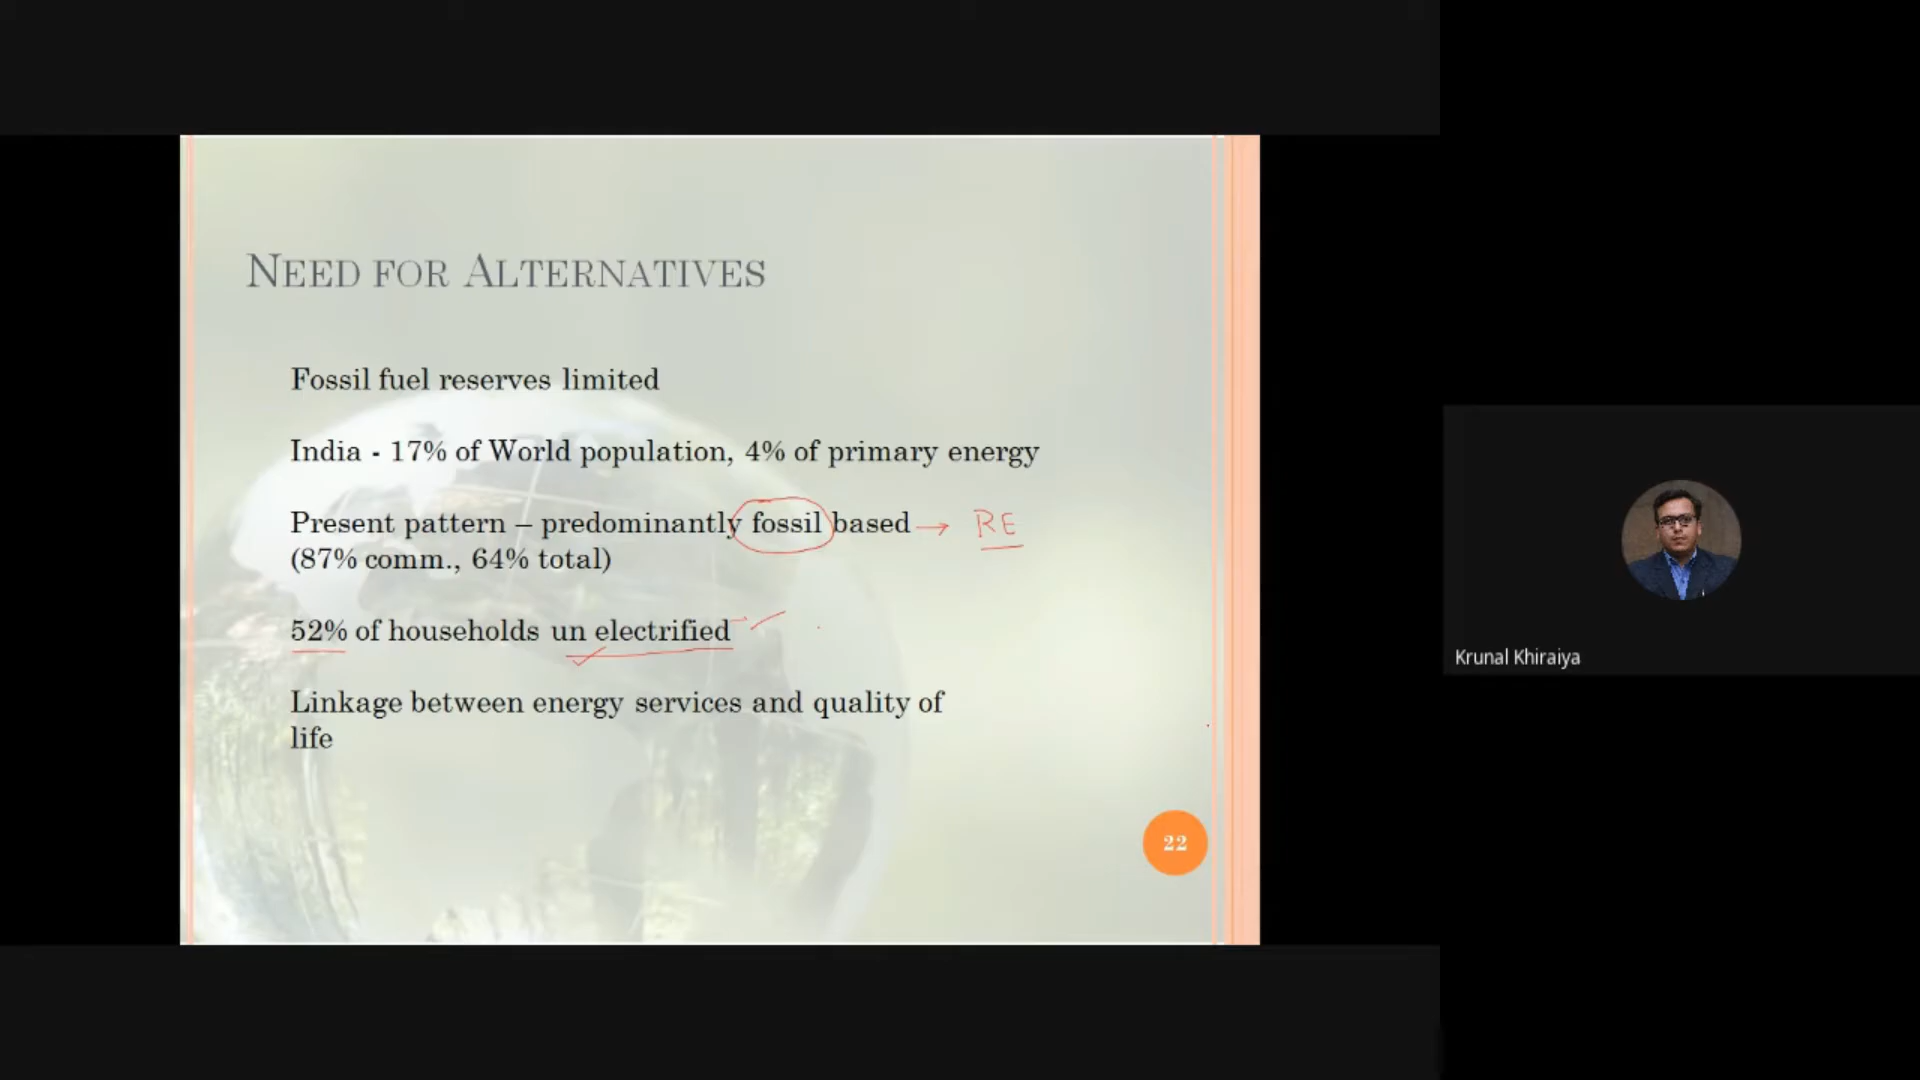 NEED FOR ALTERNATIVES
Fossil fuel reserves limited
India - 17% of World population, 4% of primary energy
Present pattern – predominantly fossil based → RE
(87% comm., 64% total)
52% of households un electrified
Linkage between energy services and quality of
life
22
Krunal Khiraiya